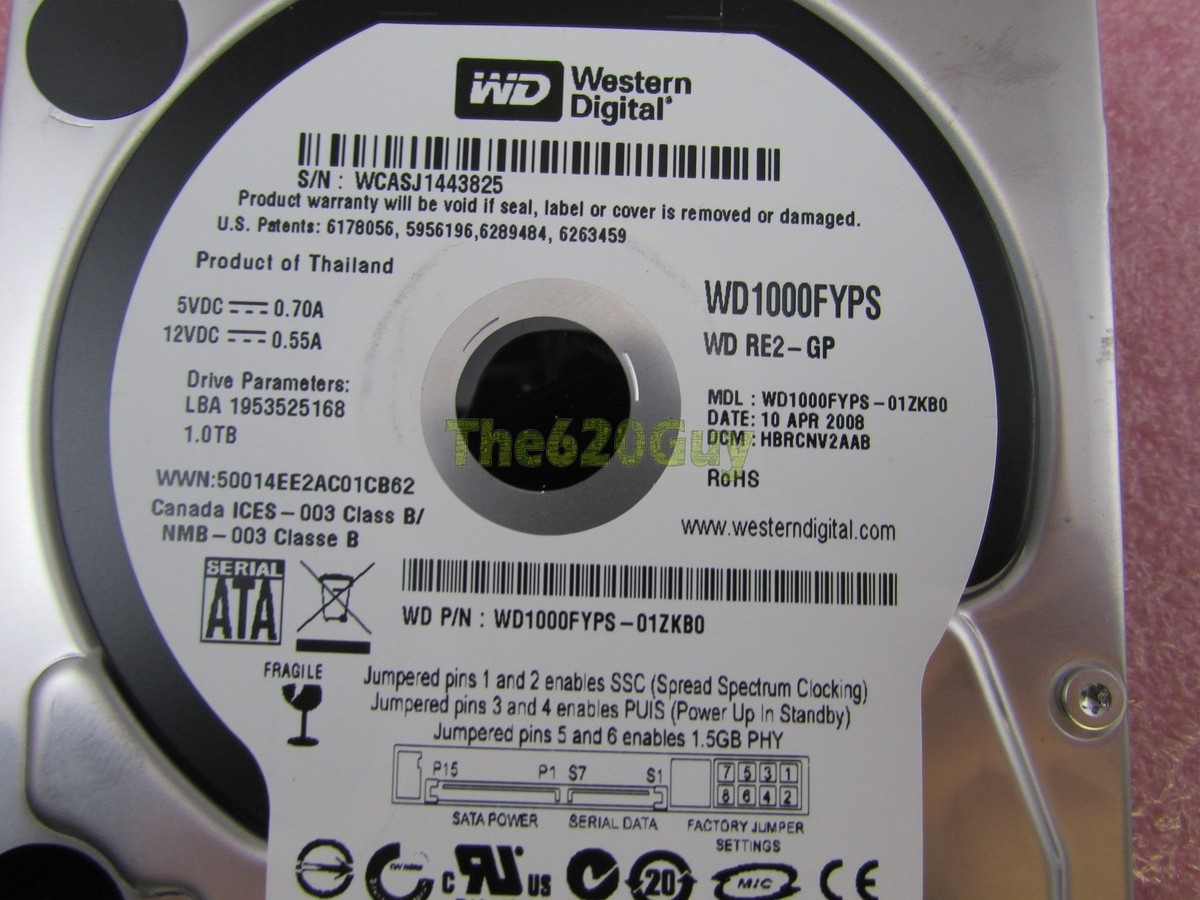 WD Western
Digital®
S/N : WCASJ1443825
Product warranty will be void if seal, label or cover is removed or damaged.
U.S. Patents: 6178056, 5956196,6289484, 6263459
Product of Thailand
5VDC 0.70A
12VDC 0.55A
Drive Parameters:
LBA 1953525168
1.0TB
WWN:50014EE2AC01CB62
Canada ICES-003 Class B/
NMB-003 Classe B
WD1000FYPS
WD RE2-GP
MDL : WD1000FYPS-01ZKB0
DATE: 10 APR 2008
DCM : HBRCNV2AAB
RoHS
The620Guy
www.westerndigital.com
SERIAL
ATA
WD P/N : WD1000FYPS-01ZKB0
FRAGILE
Jumpered pins 1 and 2 enables SSC (Spread Spectrum Clocking)
Jumpered pins 3 and 4 enables PUIS (Power Up In Standby)
Jumpered pins 5 and 6 enables 1.5GB PHY
P15 P1 S7 S1
7 5 3 1
8 6 4 2
SATA POWER SERIAL DATA FACTORY JUMPER
SETTINGS
c US 20 MIC CE